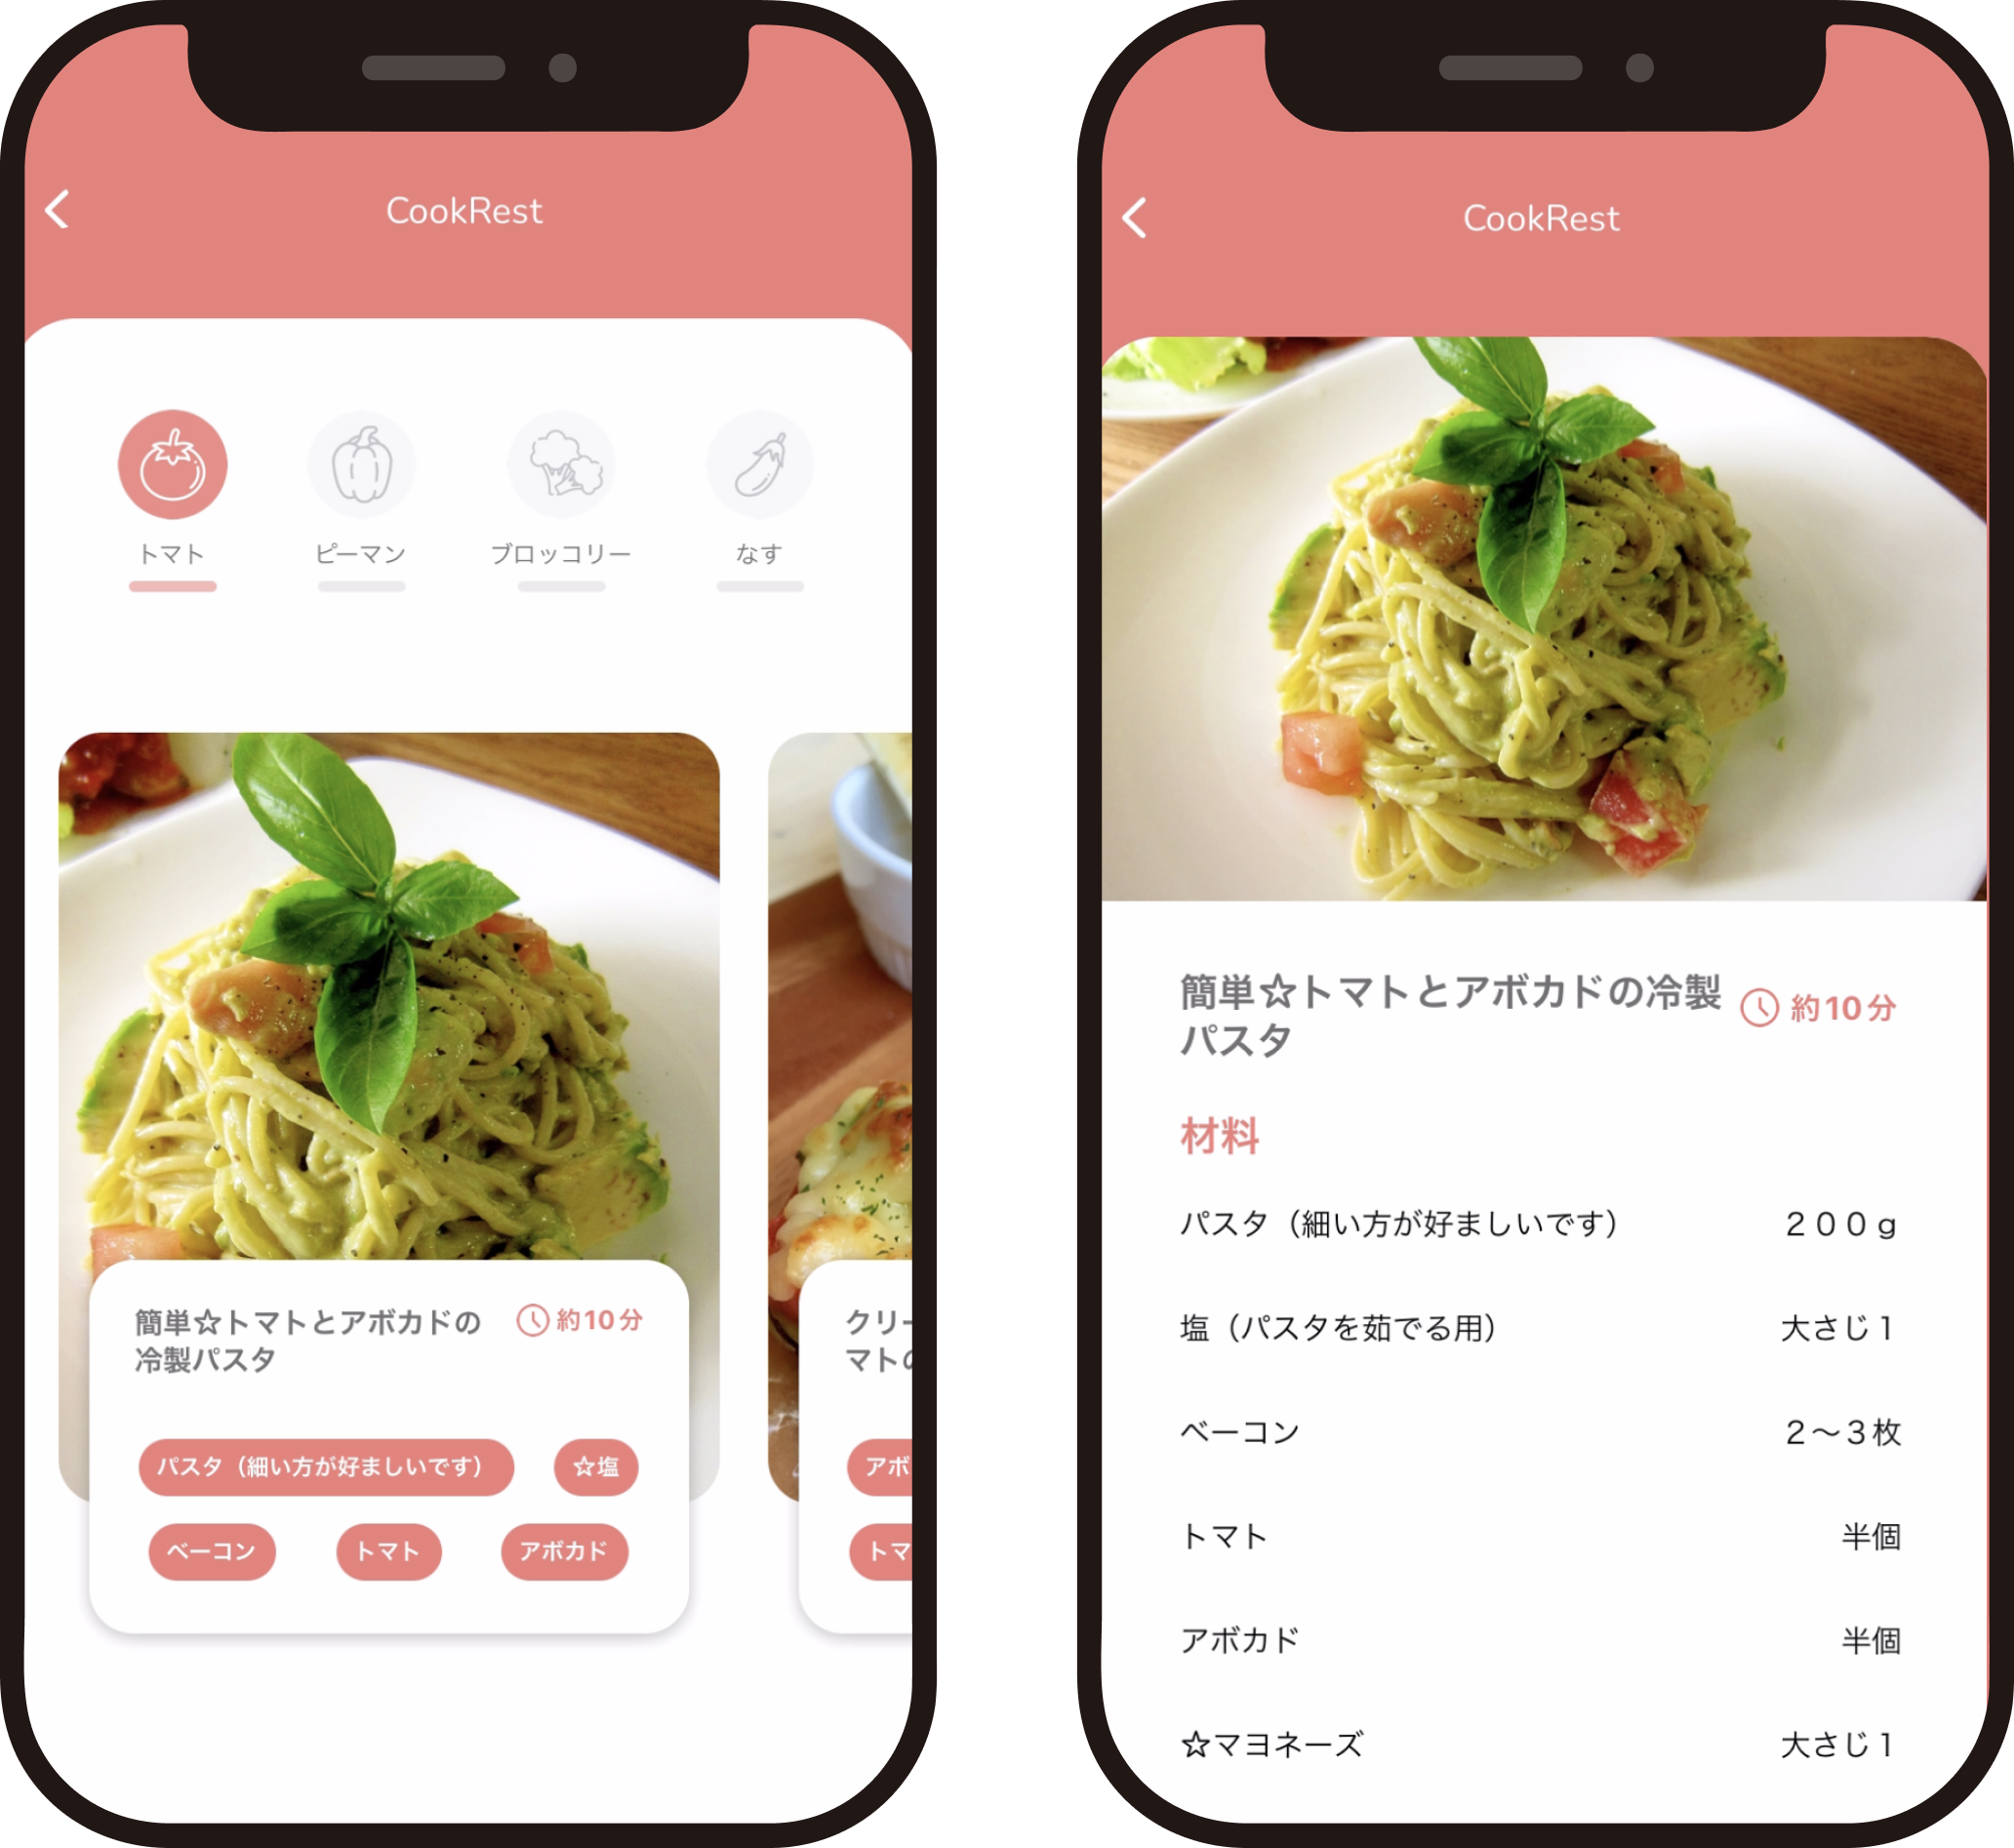 CookRest
トマト
ピーマン
ブロッコリー
なす
簡単☆トマトとアボカドの
冷製パスタ
約10分
パスタ（細い方が好ましいです）
☆塩
ベーコン
トマト
アボカド
クリー
マトの
アボ
トマ
CookRest
簡単☆トマトとアボカドの冷製
パスタ
約10分
材料
パスタ（細い方が好ましいです） ２００ｇ
塩（パスタを茹でる用） 大さじ１
ベーコン ２〜３枚
トマト 半個
アボカド 半個
☆マヨネーズ 大さじ１